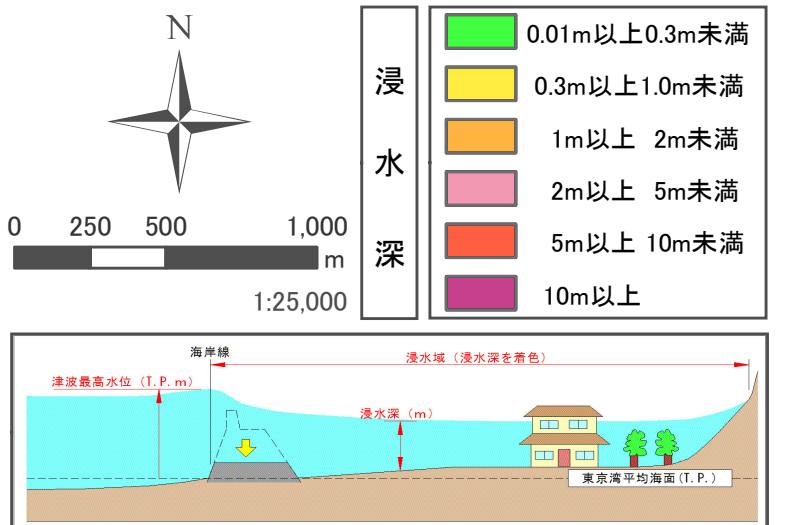 N
0 250 500 1,000
m
1:25,000
浸
水
深
0.01m以上0.3m未満
0.3m以上1.0m未満
1m以上 2m未満
2m以上 5m未満
5m以上 10m未満
10m以上
海岸線
浸水域（浸水深を着色）
津波最高水位（T.P.m）
浸水深（m）
東京湾平均海面(T.P.)